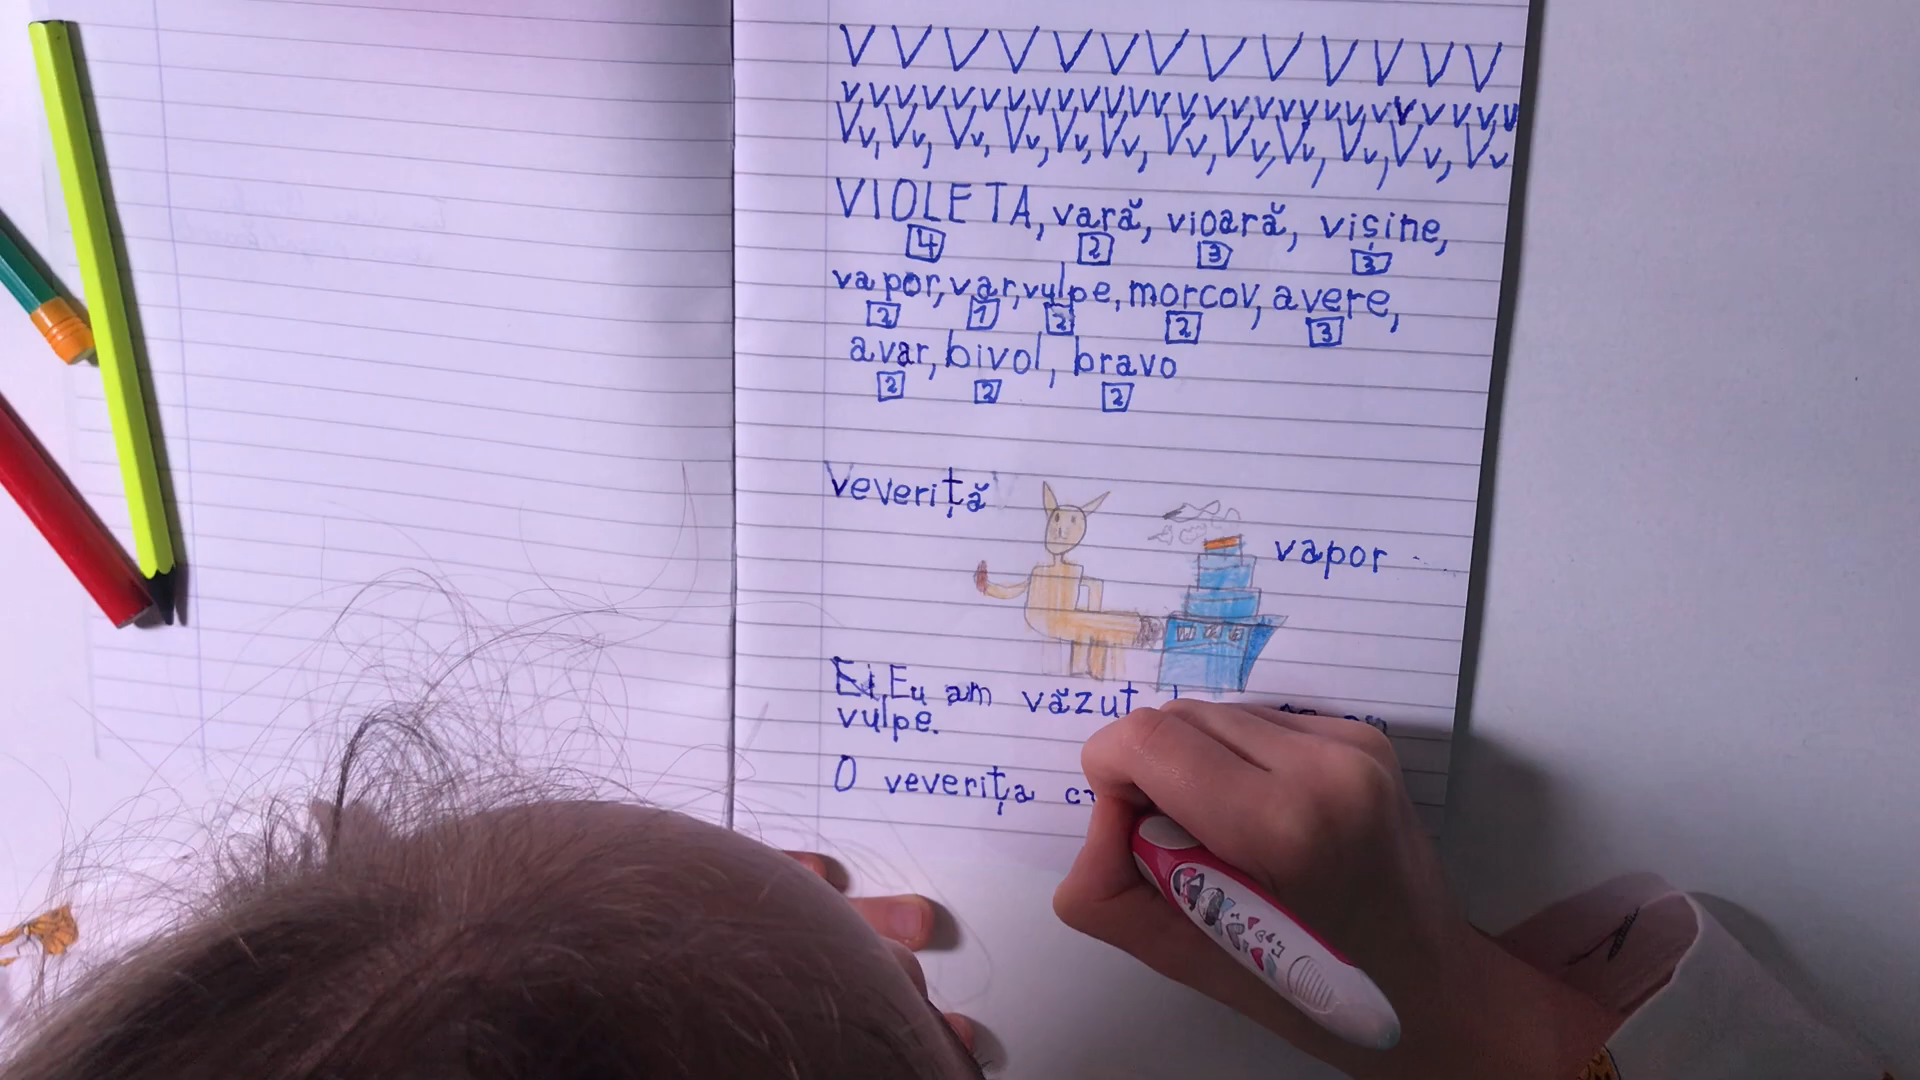 V V V V V V V V V V V V V
v,v,v,v,v,v,v,v,v,v,v,v,v,v,v,v,v,v,v,v,v,v,v,v,v,v
Vv,Vv, Vv, Vv,Vv,Vv, Vv,Vv,Vv, Vv,Vv, Vv
VIOLETA, vară, vioară, vișine,
4 2 3 3
vapor, var, vulpe, morcov, avere,
2 1 2 2 3
avar, bivol, bravo
2 2 2
Veveriță
vapor
Eu am văzut
vulpe.
O veverița